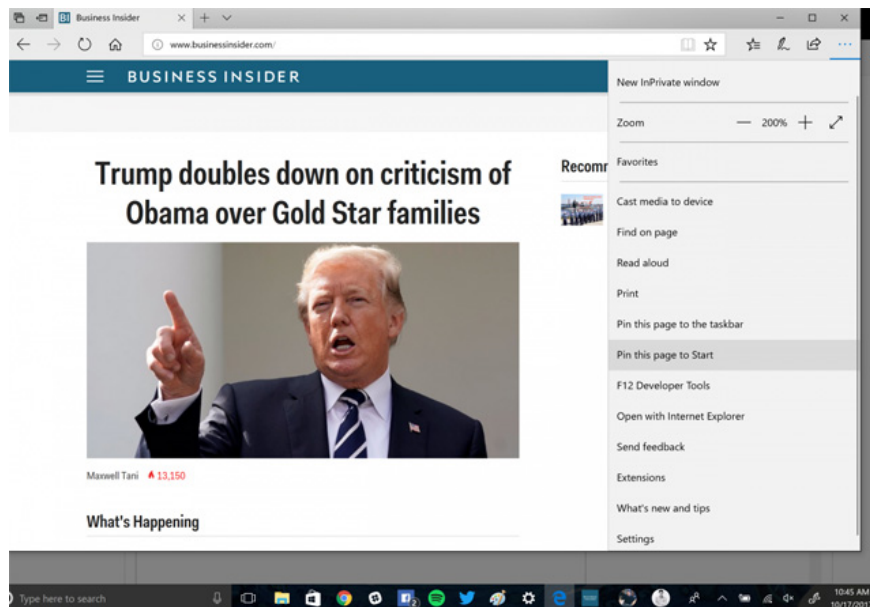 Business Insider
www.businessinsider.com/
BUSINESS INSIDER
Trump doubles down on criticism of
Obama over Gold Star families
Maxwell Tani 13,150
What's Happening
Recomm
New InPrivate window
Zoom 200%
Favorites
Cast media to device
Find on page
Read aloud
Print
Pin this page to the taskbar
Pin this page to Start
F12 Developer Tools
Open with Internet Explorer
Send feedback
Extensions
What's new and tips
Settings
Type here to search
10:45 AM
10/17/201